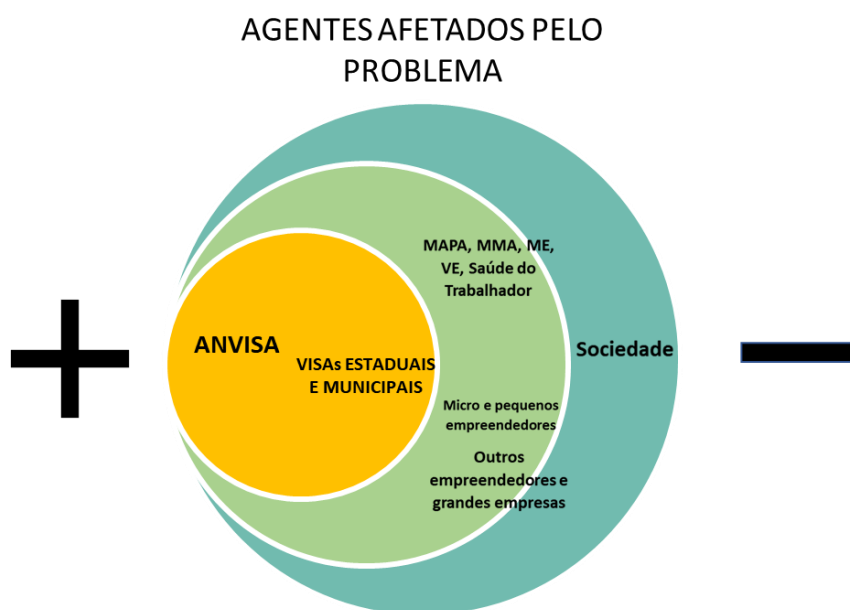 AGENTES AFETADOS PELO
PROBLEMA
MAPA, MMA, ME,
VE, Saúde do
Trabalhador
ANVISA
VISAs ESTADUAIS
E MUNICIPAIS
Sociedade
Micro e pequenos
empreendedores
Outros
empreendedores e
grandes empresas